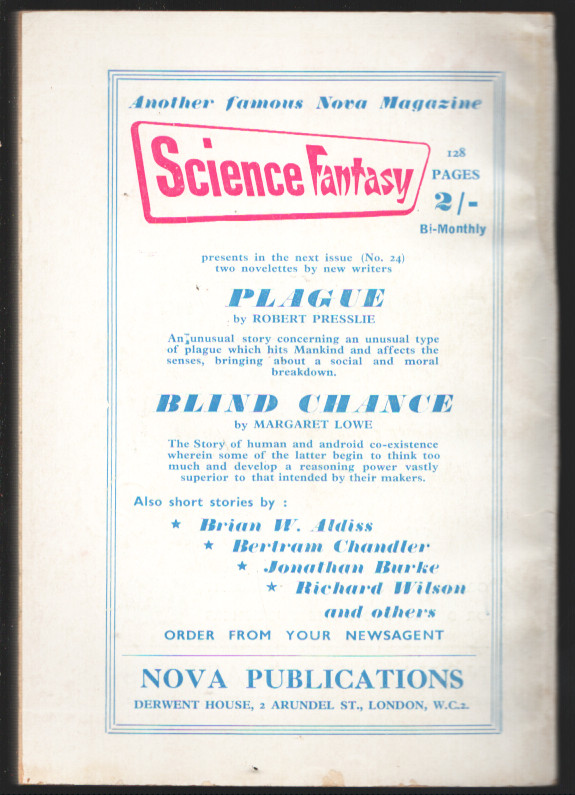 Another famous Nova Magazine
Science Fantasy
128
PAGES
2/-
Bi-Monthly
presents in the next issue (No. 24)
two novelettes by new writers
PLAGUE
by ROBERT PRESSLIE
An unusual story concerning an unusual type
of plague which hits Mankind and affects the
senses, bringing about a social and moral
breakdown.
BLIND CHANCE
by MARGARET LOWE
The Story of human and android co-existence
wherein some of the latter begin to think too
much and develop a reasoning power vastly
superior to that intended by their makers.
Also short stories by :
★ Brian W. Aldiss
★ Bertram Chandler
★ Jonathan Burke
★ Richard Wilson
and others
ORDER FROM YOUR NEWSAGENT
NOVA PUBLICATIONS
DERWENT HOUSE, 2 ARUNDEL ST., LONDON, W.C.2.